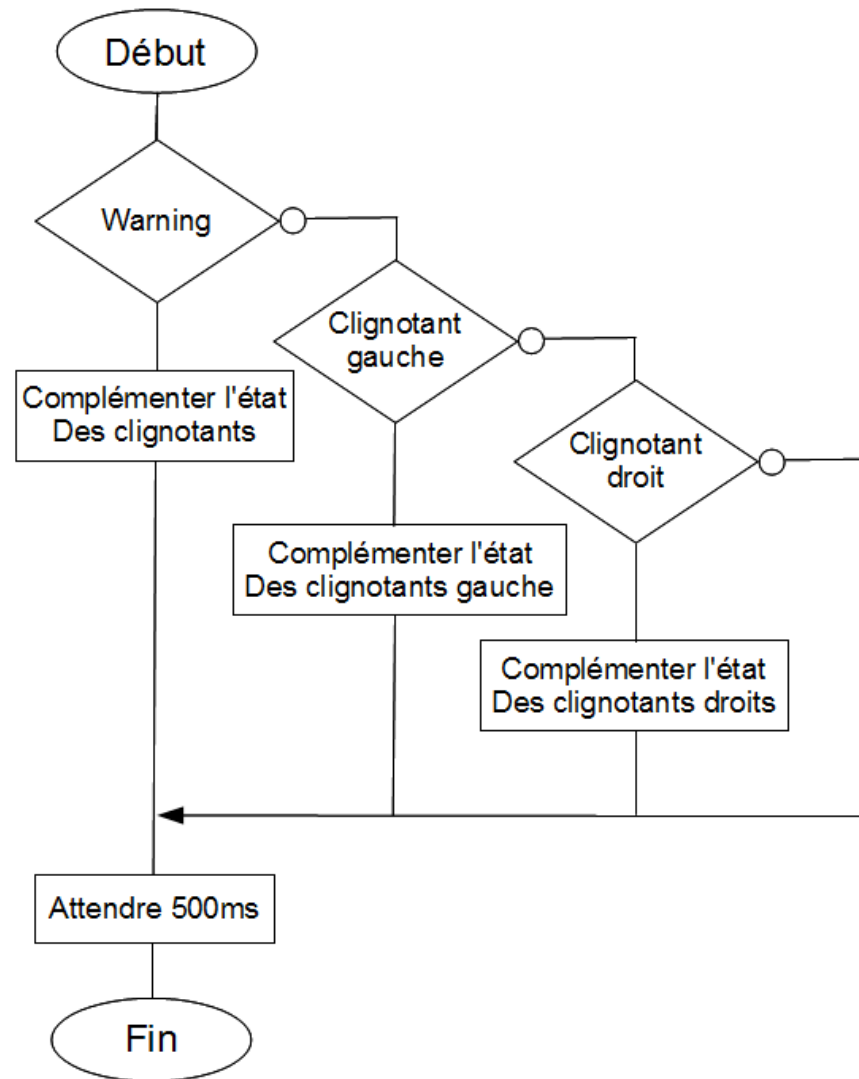 Début
Warning
Clignotant
gauche
Complémenter l'état
Des clignotants
Clignotant
droit
Complémenter l'état
Des clignotants gauche
Complémenter l'état
Des clignotants droits
Attendre 500ms
Fin